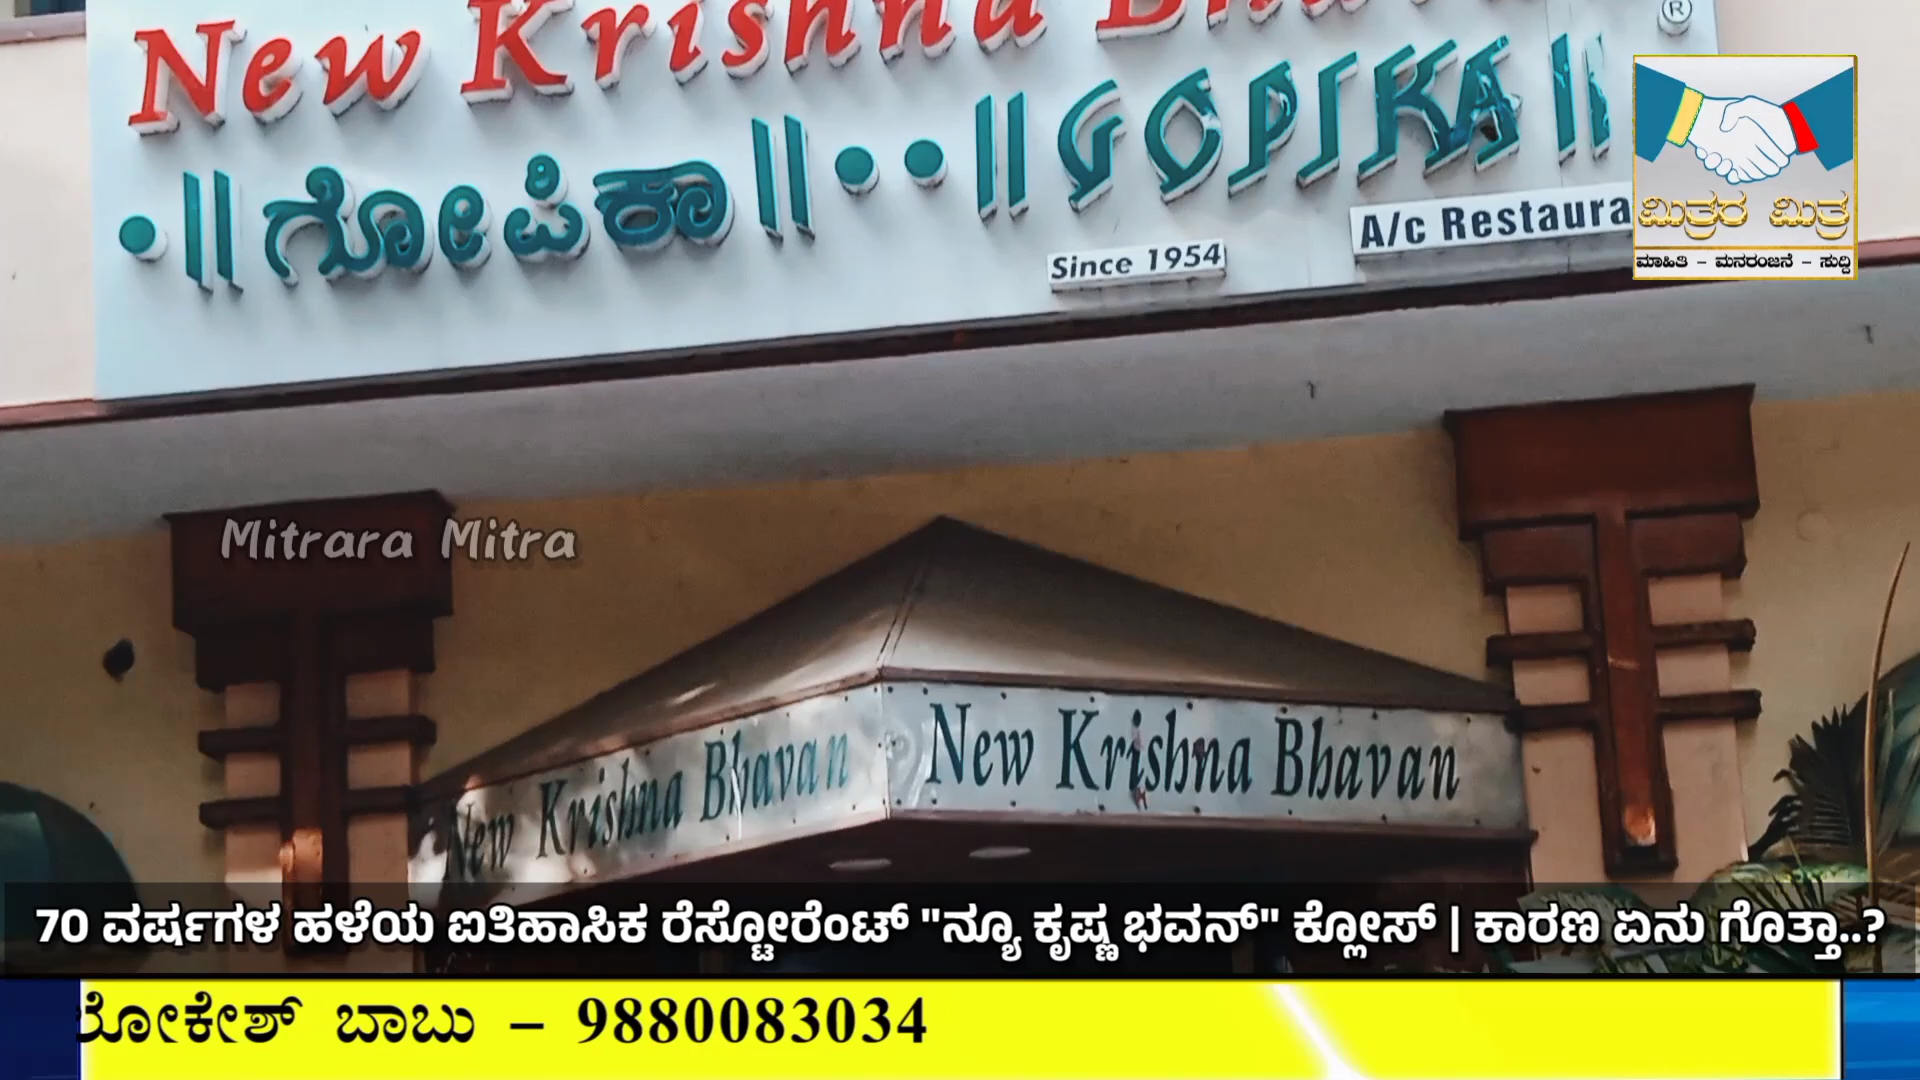 New Krishna Bhavan
®
•॥ಗೋಪಿಕಾ॥••॥GOPIKA॥
Since 1954
A/c Restaura
ಮಿತ್ರರ ಮಿತ್ರ
ಮಾಹಿತಿ - ಮನರಂಜನೆ - ಸುದ್ದಿ
Mitrara Mitra
New Krishna Bhavan
New Krishna Bhavan
70 ವರ್ಷಗಳ ಹಳೆಯ ಐತಿಹಾಸಿಕ ರೆಸ್ಟೋರೆಂಟ್ "ನ್ಯೂ ಕೃಷ್ಣ ಭವನ್" ಕ್ಲೋಸ್ | ಕಾರಣ ಏನು ಗೊತ್ತಾ..?
ಲೋಕೇಶ್ ಬಾಬು - 9880083034